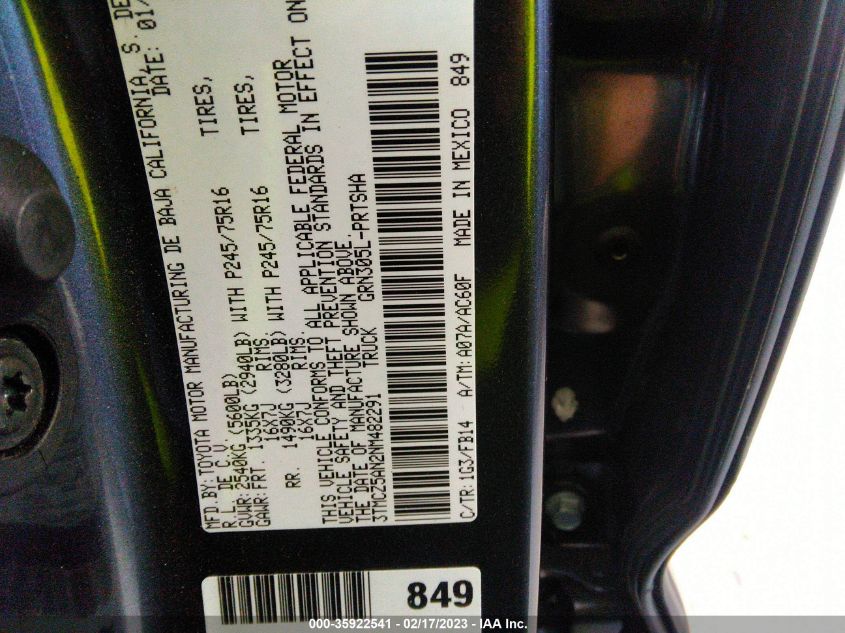 MFD.BY: TOYOTA MOTOR MANUFACTURING DE BAJA CALIFORNIA, S. DE
R.L. DE C.V. DATE: 01/
GVWR: 2540KG (5600LB)
GAWR: FRT. 1335KG (2940LB) WITH P245/75R16 TIRES,
16X7J RIMS,
RR. 1490KG (3280LB) WITH P245/75R16 TIRES,
16X7J RIMS,
THIS VEHICLE CONFORMS TO ALL APPLICABLE FEDERAL MOTOR
VEHICLE SAFETY AND THEFT PREVENTION STANDARDS IN EFFECT ON
THE DATE OF MANUFACTURE SHOWN ABOVE.
3TMCZ5AN2NM482291 TRUCK GRN305L-PRTSHA
C/TR: 1G3/FB14 A/TM: A07A/AC60F MADE IN MEXICO 849
849
000-35922541 - 02/17/2023 - IAA Inc.